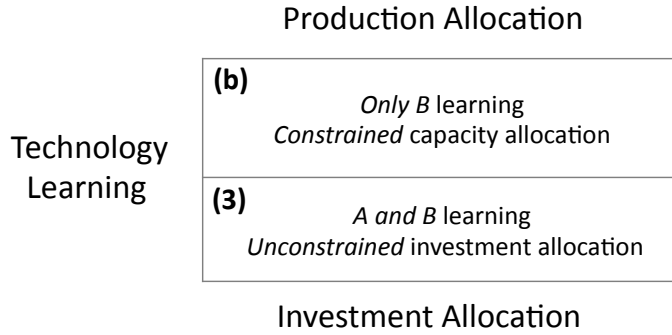 Production Allocation
(b)
Only B learning
Constrained capacity allocation
Technology
Learning
(3)
A and B learning
Unconstrained investment allocation
Investment Allocation